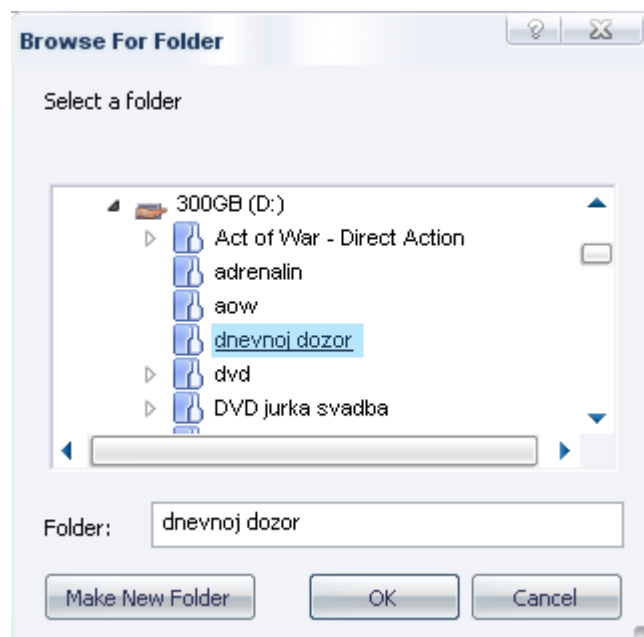 Browse For Folder
Select a folder
300GB (D:)
Act of War - Direct Action
adrenalin
aow
dnevnoj dozor
dvd
DVD jurka svadba
Folder: dnevnoj dozor
Make New Folder OK Cancel